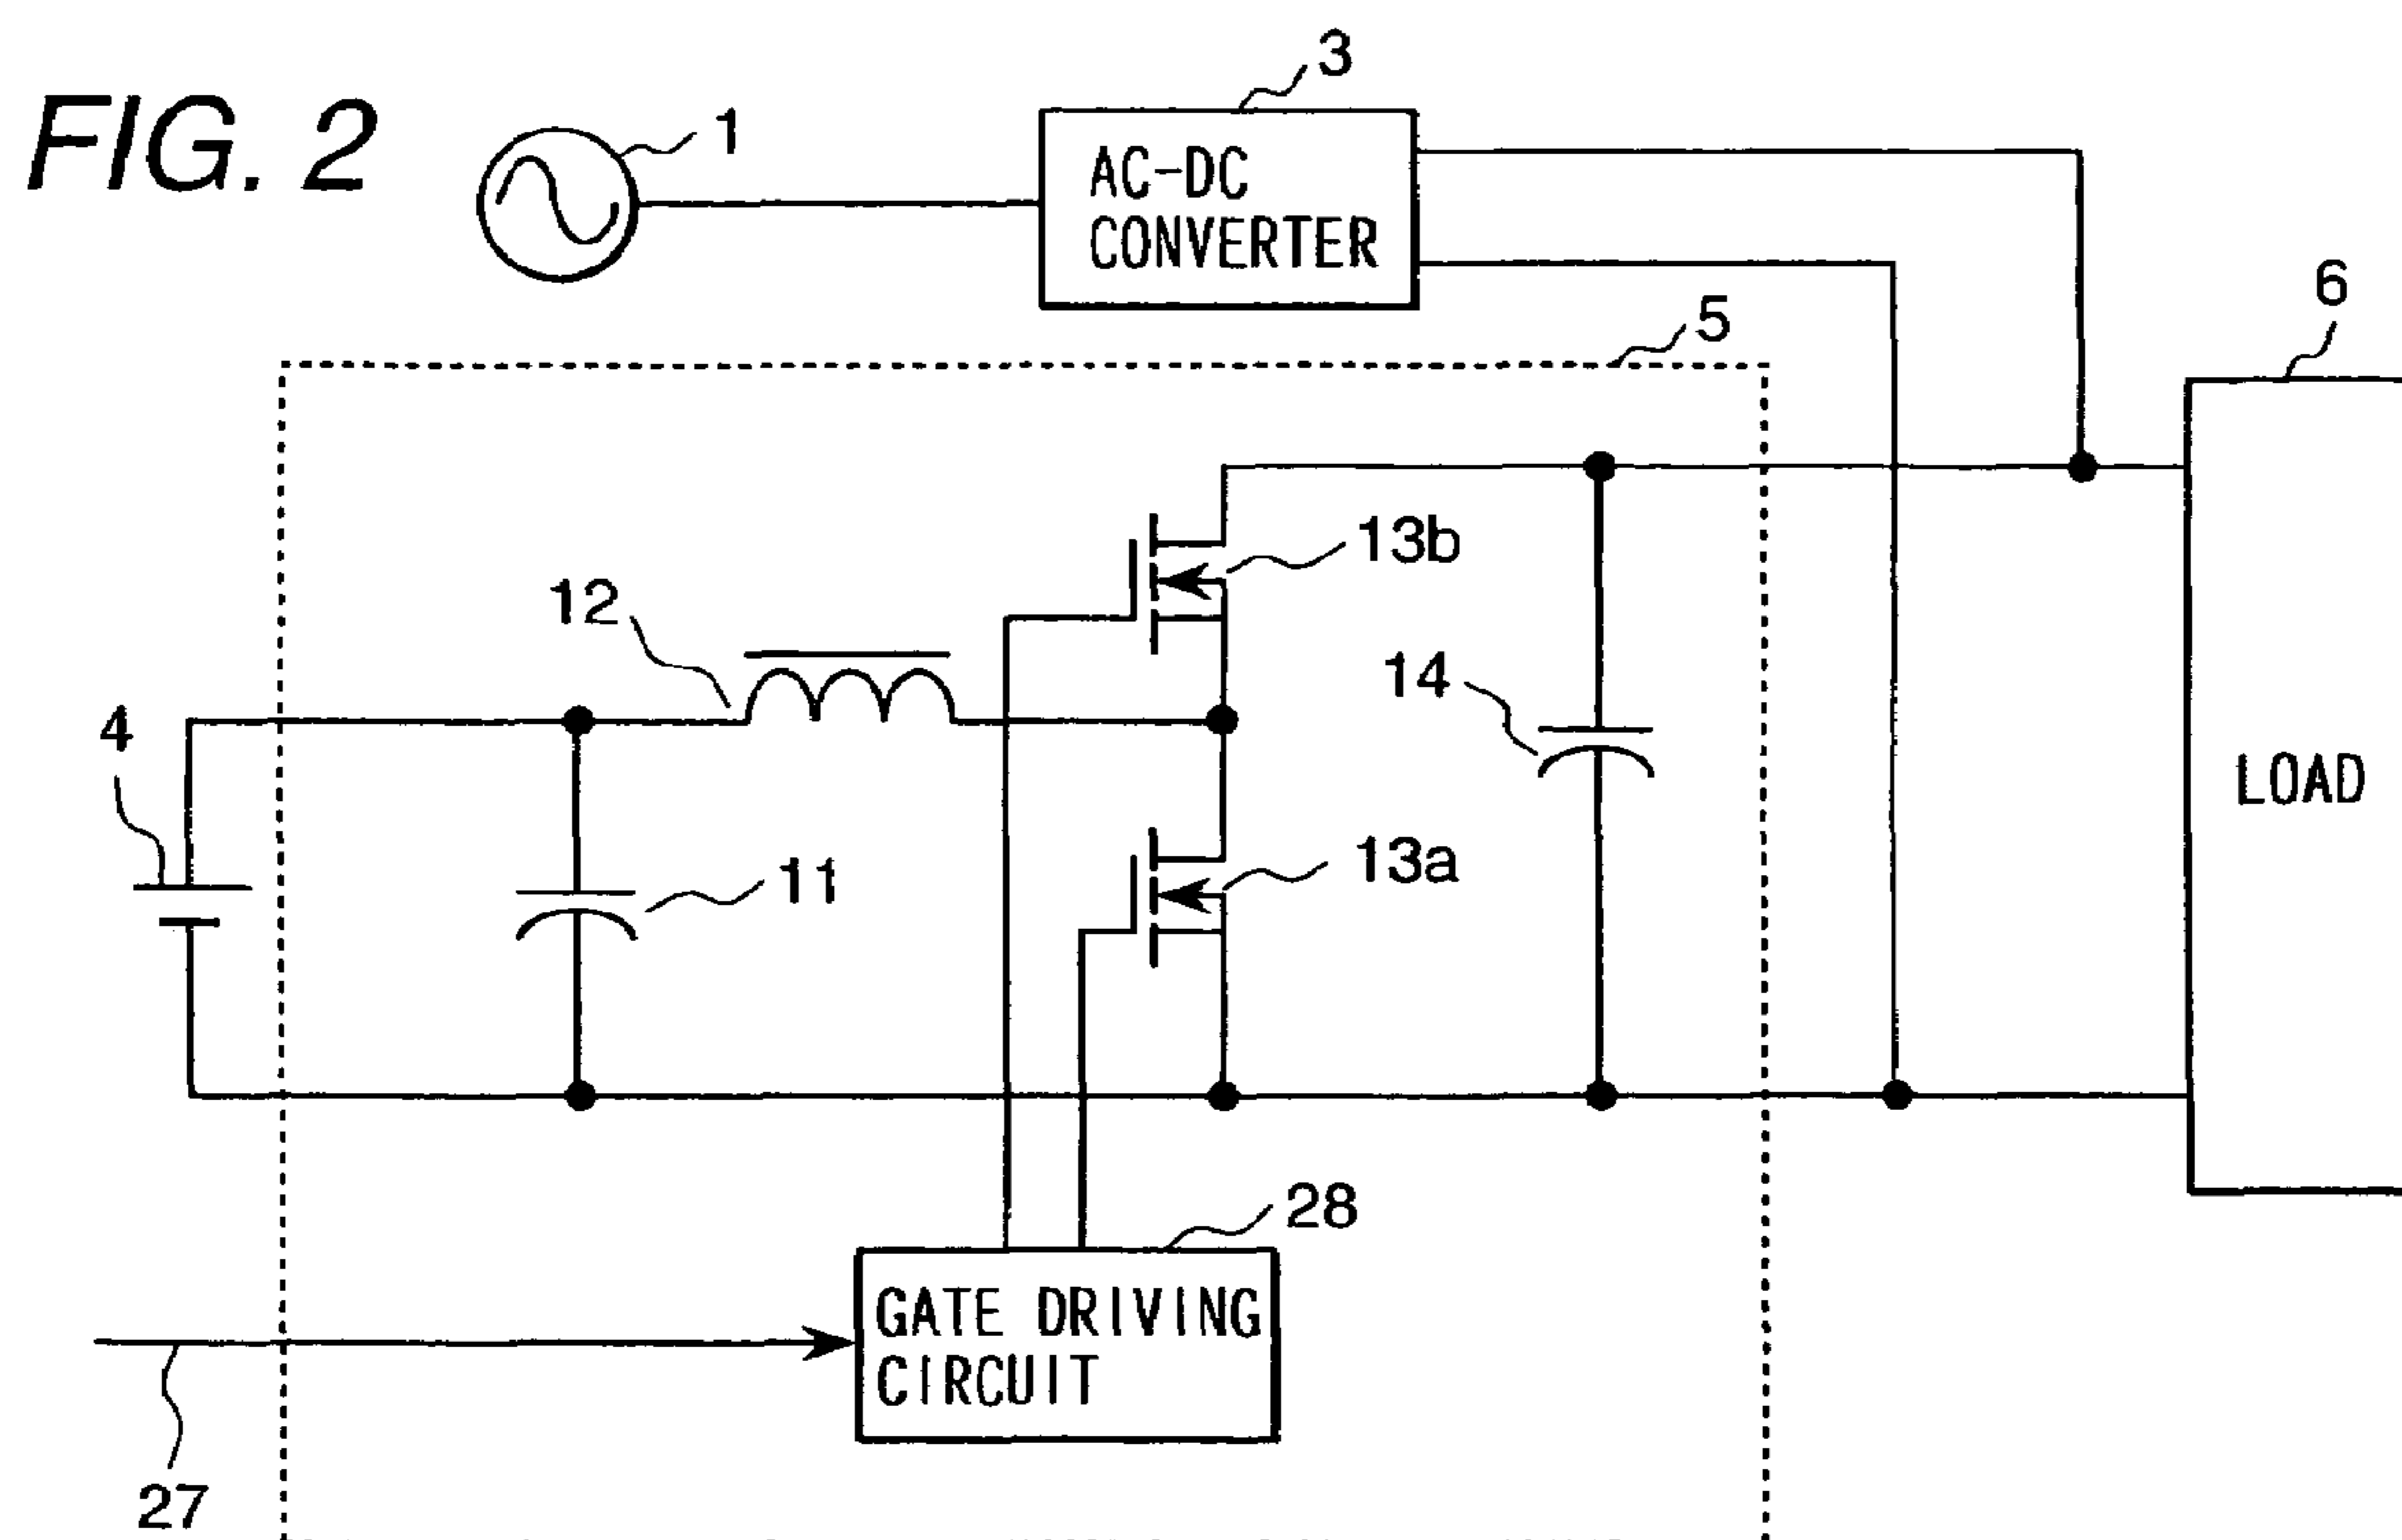 FIG. 2
1
3
AC-DC
CONVERTER
5
6
13b
12
14
4
LOAD
13a
11
28
GATE DRIVING
CIRCUIT
27